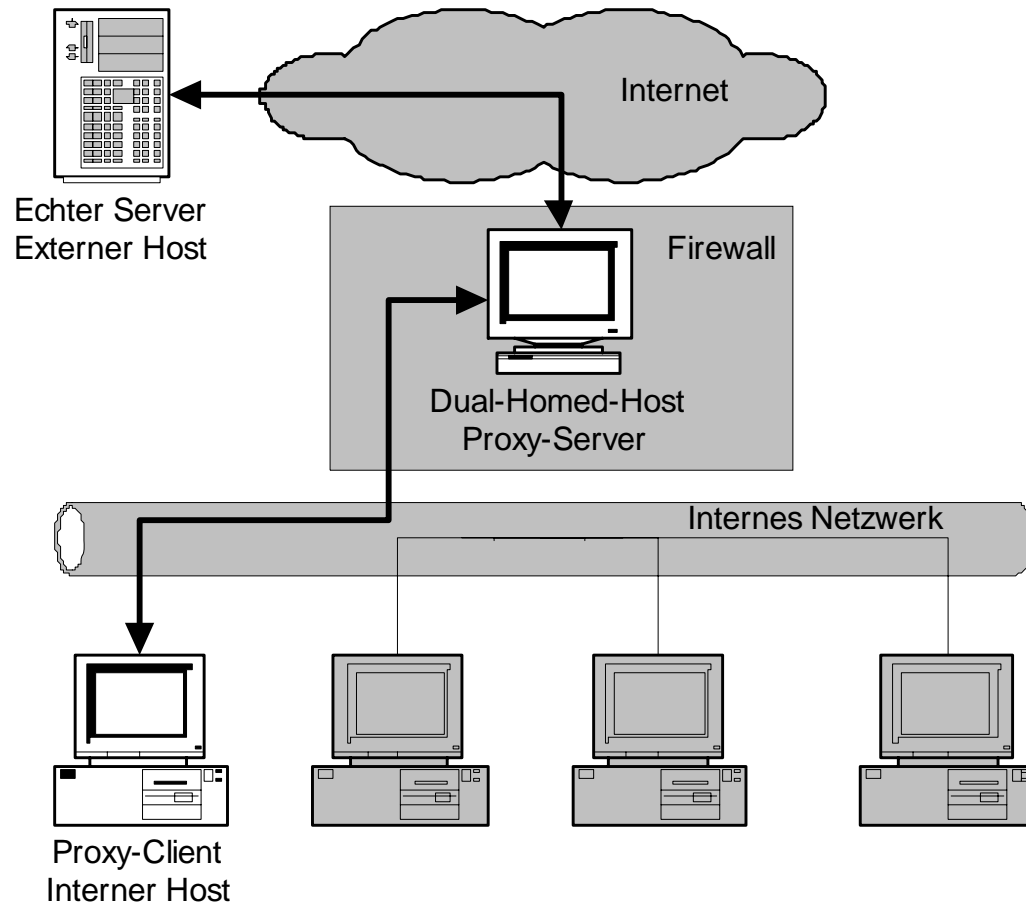 Internet
Echter Server
Externer Host
Firewall
Dual-Homed-Host
Proxy-Server
Internes Netzwerk
Proxy-Client
Interner Host